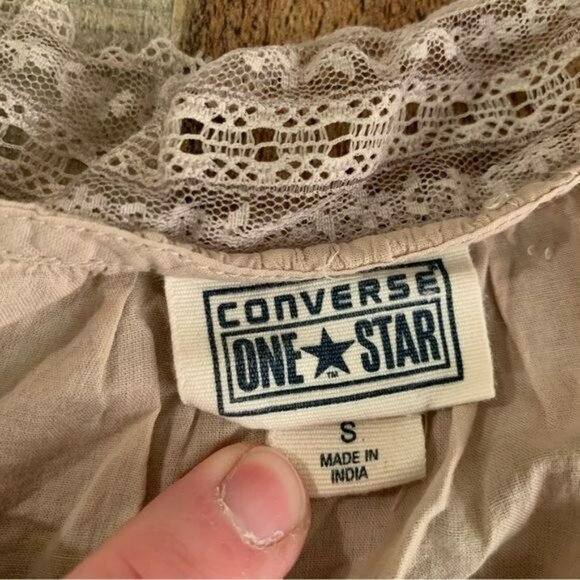 CONVERSE
ONE★STAR
TM
S
MADE IN
INDIA